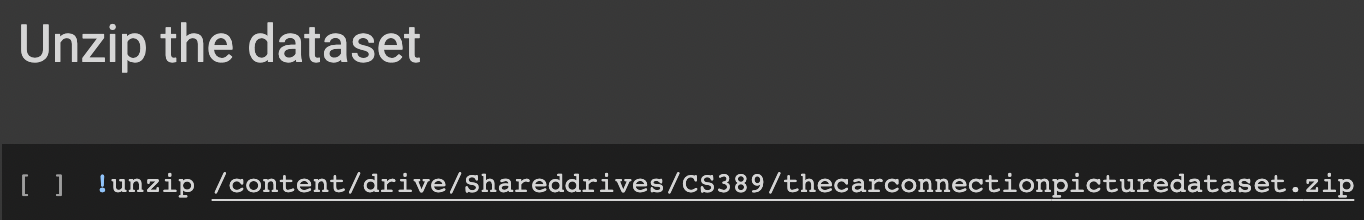 Unzip the dataset
[ ] !unzip /content/drive/Shareddrives/CS389/thecarconnectionpicturedataset.zip